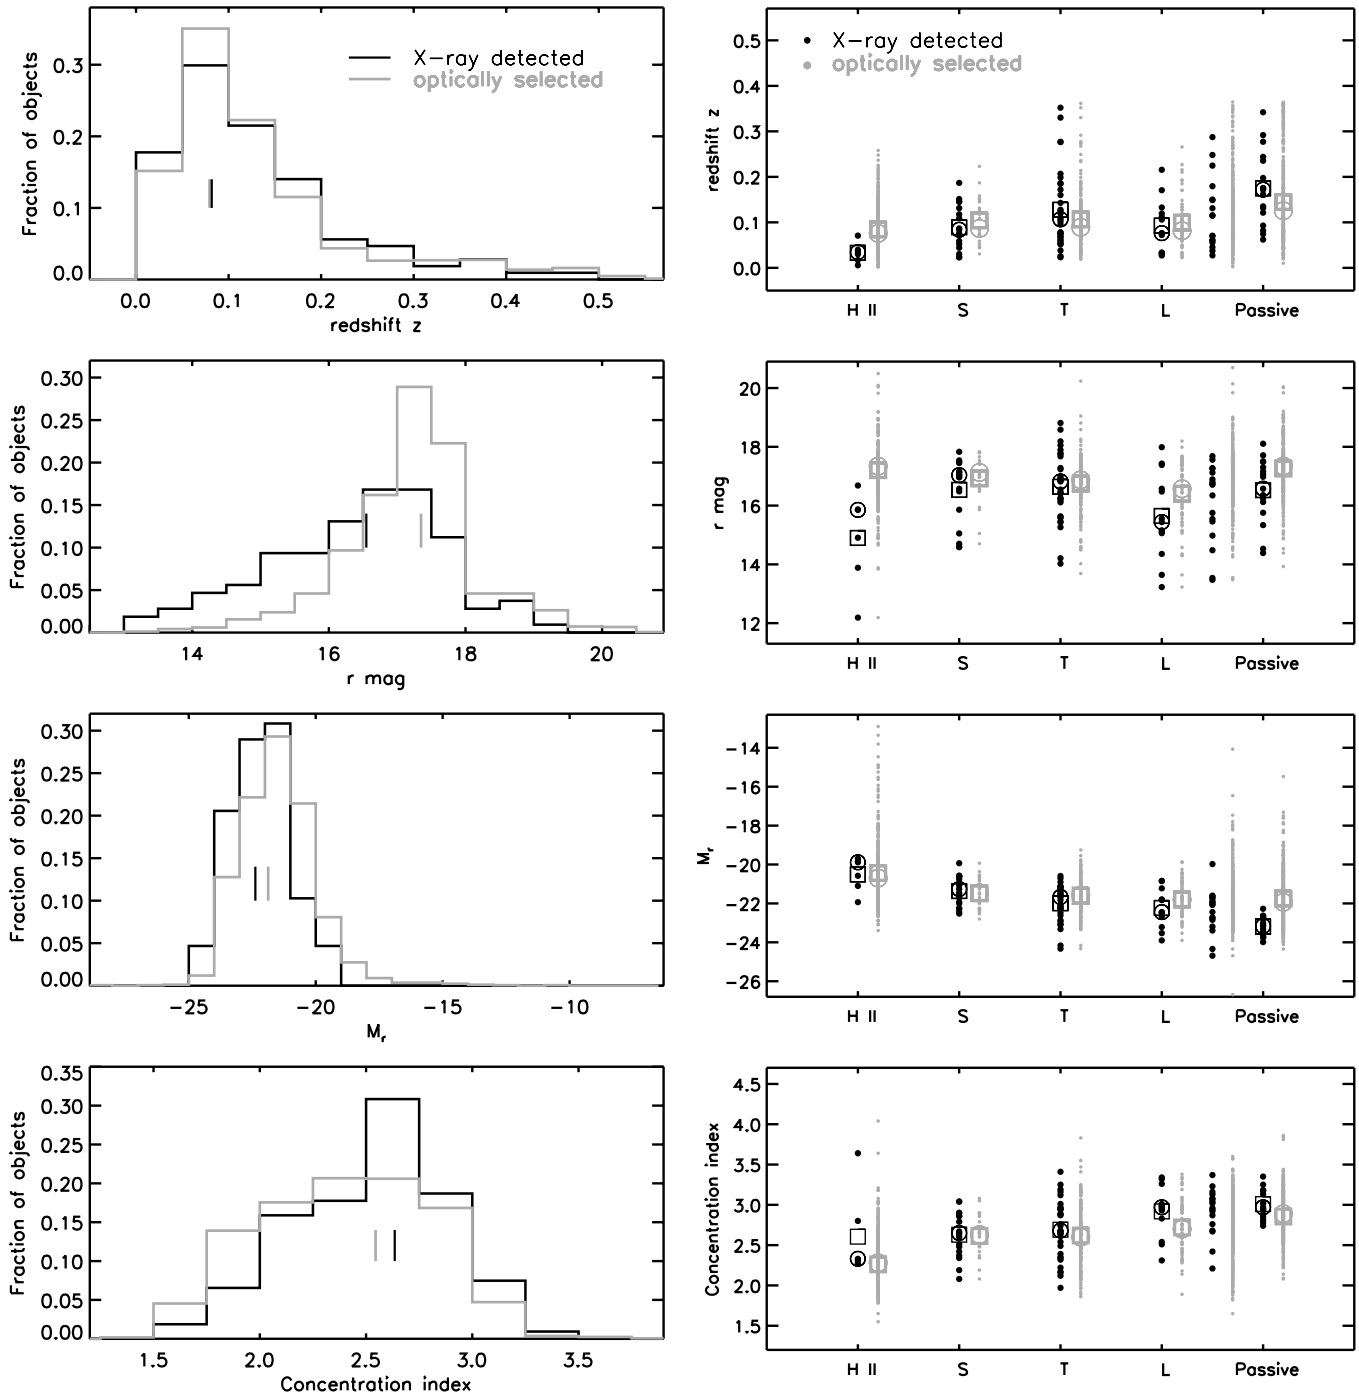 Fraction of objects
0.3
0.2
0.1
0.0
X-ray detected
optically selected
0.0 0.1 0.2 0.3 0.4 0.5
redshift z
redshift z
0.5
0.4
0.3
0.2
0.1
0.0
X-ray detected
optically selected
H II S T L Passive
Fraction of objects
0.30
0.25
0.20
0.15
0.10
0.05
0.00
14 16 18 20
r mag
r mag
20
18
16
14
12
H II S T L Passive
Fraction of objects
0.30
0.25
0.20
0.15
0.10
0.05
0.00
-25 -20 -15 -10
Mr
Mr
-14
-16
-18
-20
-22
-24
-26
H II S T L Passive
Fraction of objects
0.35
0.30
0.25
0.20
0.15
0.10
0.05
0.00
1.5 2.0 2.5 3.0 3.5
Concentration index
Concentration index
4.5
4.0
3.5
3.0
2.5
2.0
1.5
H II S T L Passive